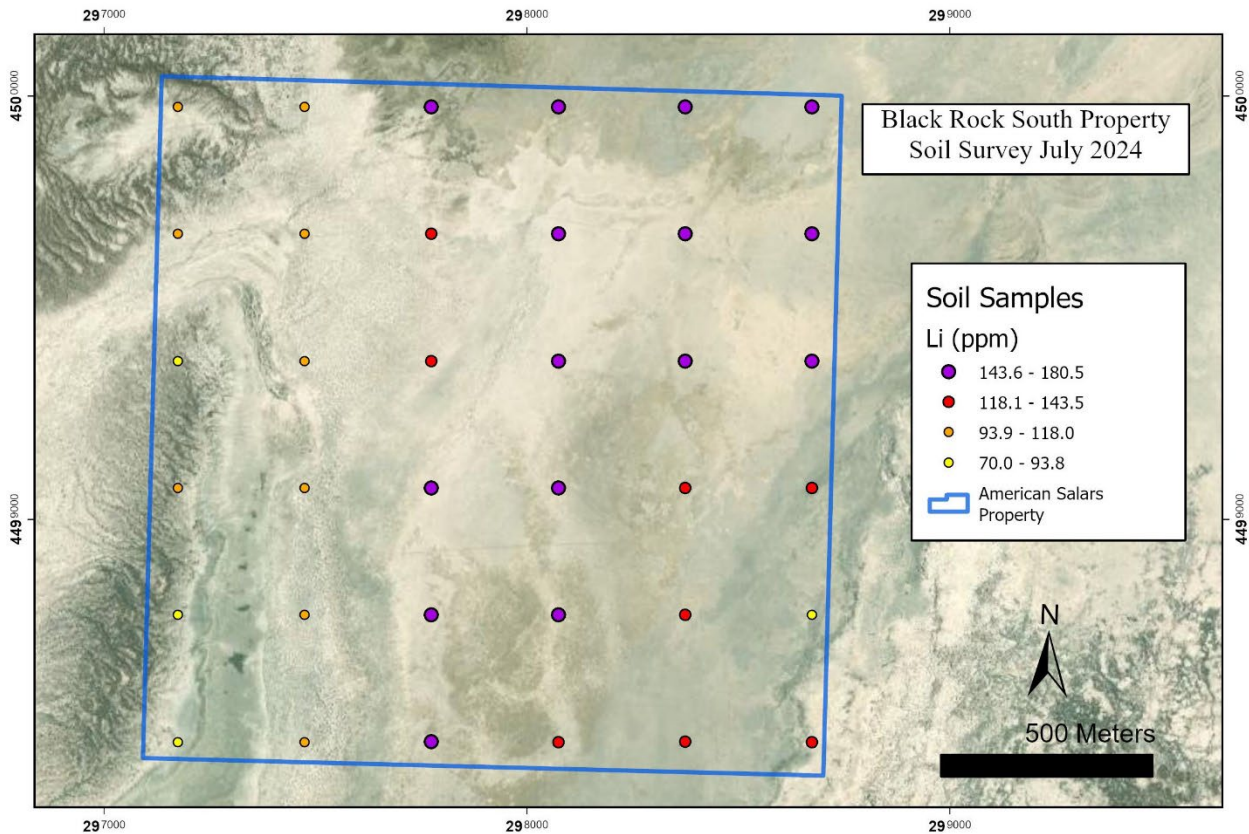 297000 298000 299000
4500000 4500000
Black Rock South Property
Soil Survey July 2024
Soil Samples
Li (ppm)
143.6 - 180.5
118.1 - 143.5
93.9 - 118.0
70.0 - 93.8
American Salars
Property
4499000 4499000
N
500 Meters
297000 298000 299000